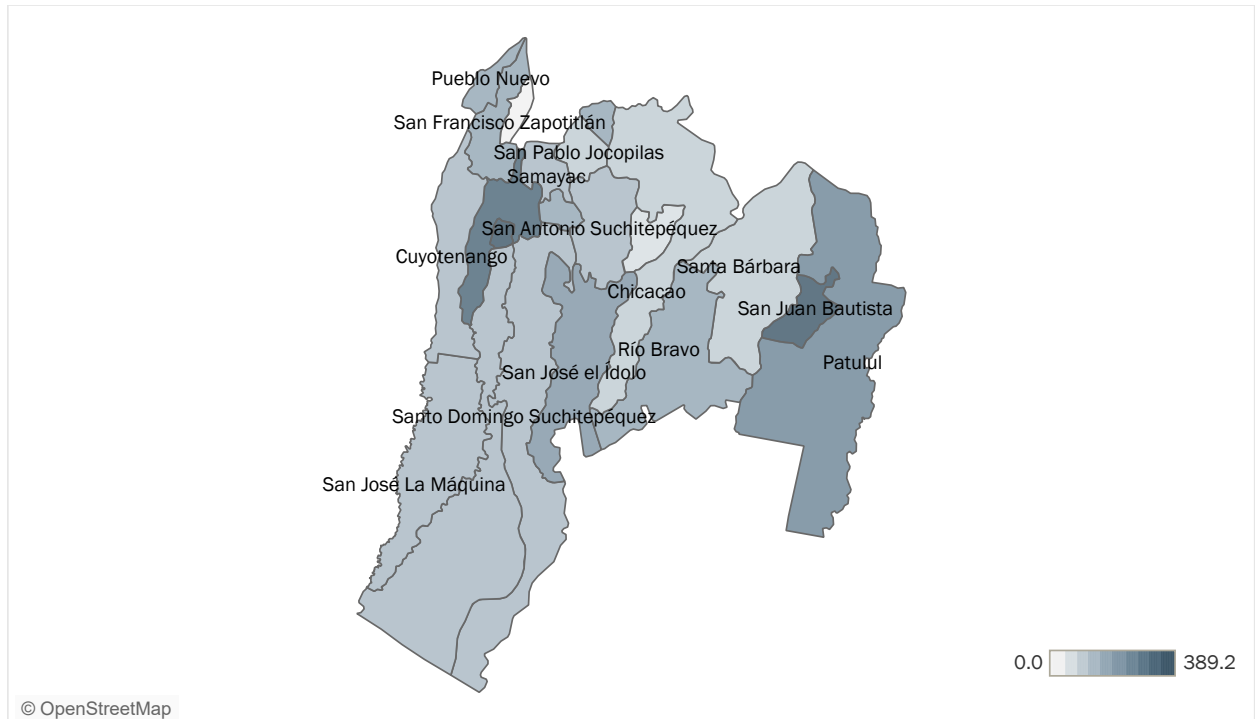 Pueblo Nuevo
San Francisco Zapotitlán
San Pablo Jocopilas
Samayac
San Antonio Suchitepéquez
Cuyotenango
Santa Bárbara
Chicacao
San Juan Bautista
Río Bravo
Patulul
San José el Ídolo
Santo Domingo Suchitepéquez
San José La Máquina
0.0 389.2
© OpenStreetMap